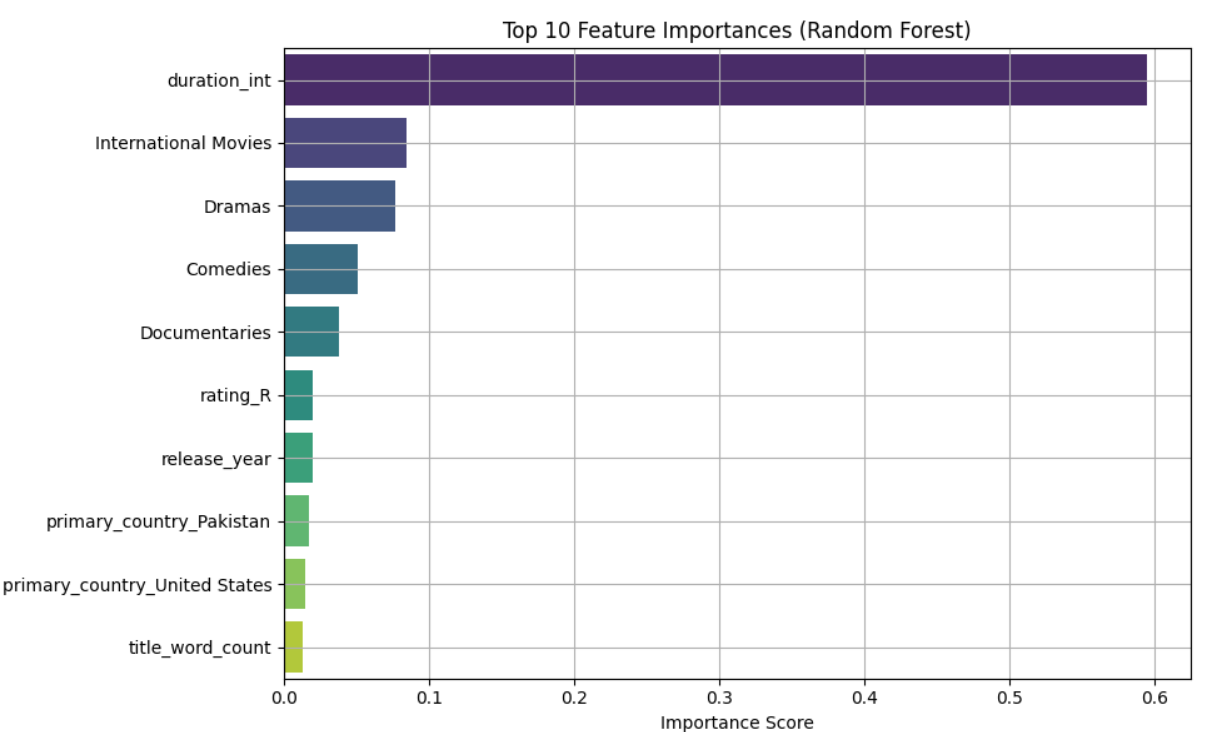 Top 10 Feature Importances (Random Forest)
duration_int
International Movies
Dramas
Comedies
Documentaries
rating_R
release_year
primary_country_Pakistan
primary_country_United States
title_word_count
0.0 0.1 0.2 0.3 0.4 0.5 0.6
Importance Score